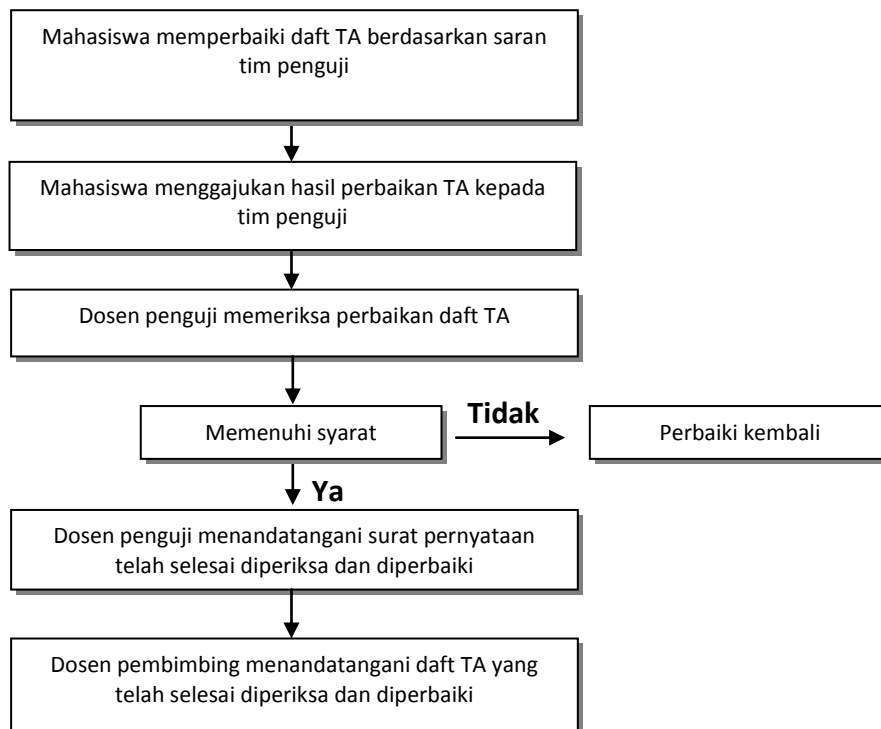 Mahasiswa memperbaiki daft TA berdasarkan saran
tim penguji
Mahasiswa menggajukan hasil perbaikan TA kepada
tim penguji
Dosen penguji memeriksa perbaikan daft TA
Memenuhi syarat
Tidak
Perbaiki kembali
Ya
Dosen penguji menandatangani surat pernyataan
telah selesai diperiksa dan diperbaiki
Dosen pembimbing menandatangani daft TA yang
telah selesai diperiksa dan diperbaiki